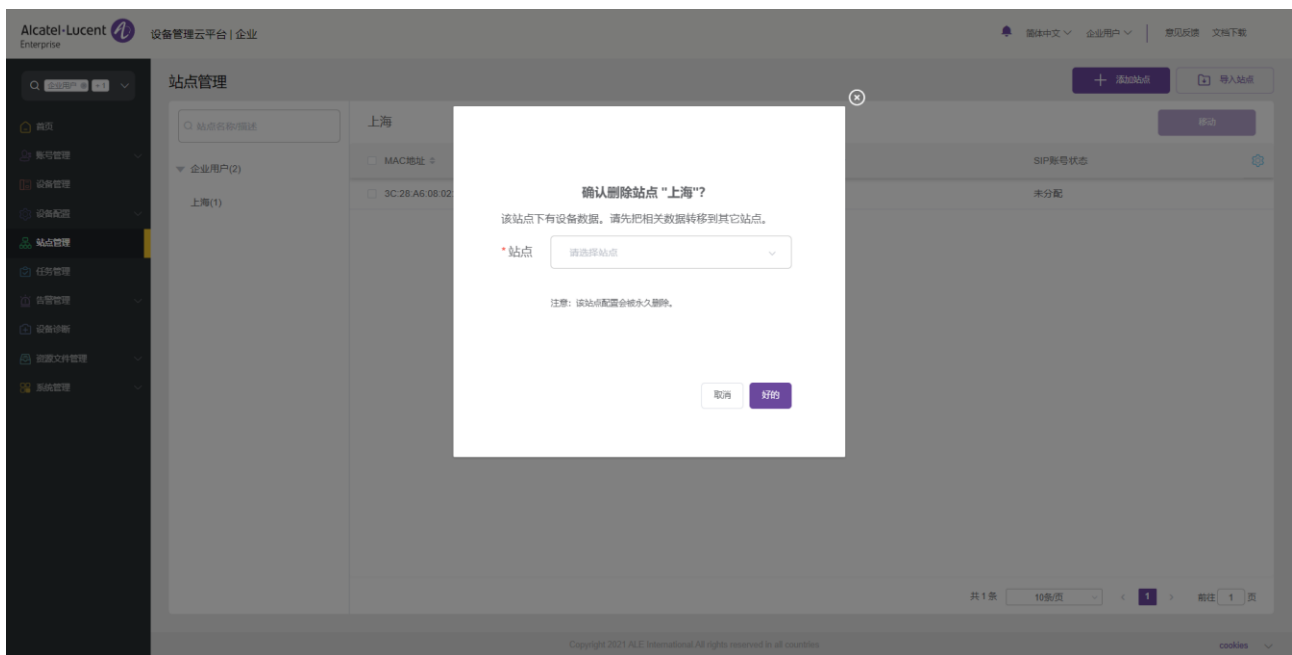 Alcatel-Lucent
Enterprise
设备管理云平台 | 企业
简体中文
企业用户
意见反馈
文档下载
企业用户
+ 1
首页
账号管理
设备管理
设备配置
站点管理
任务管理
告警管理
设备诊断
资源文件管理
系统管理
站点管理
添加站点
导入站点
站点名称/描述
企业用户(2)
上海(1)
上海
移动
MAC地址
SIP账号状态
3C:28:A6:08:02
未分配
确认删除站点 "上海"?
该站点下有设备数据。请先把相关数据转移到其它站点。
*站点
请选择站点
注意：该站点配置会被永久删除。
取消
好的
共 1 条
10条/页
1
前往 1 页
Copyright 2021 ALE International All rights reserved in all countries
cookies